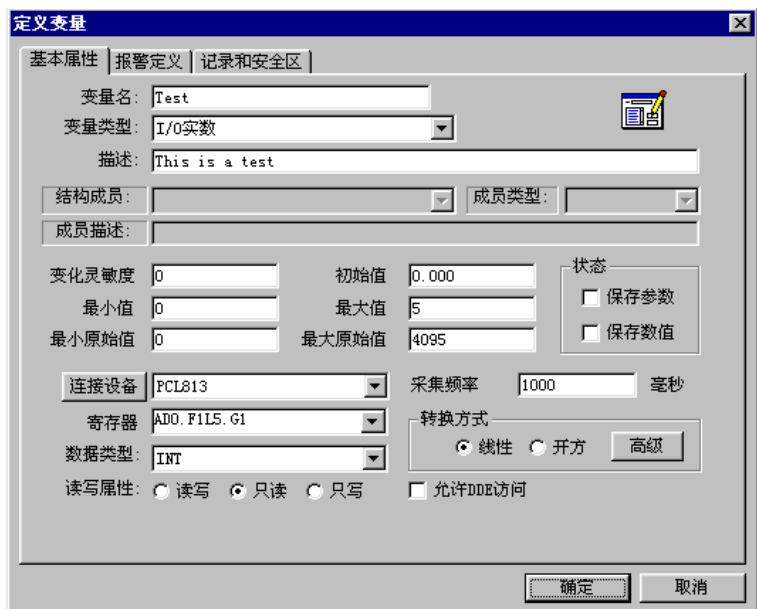 定义变量
基本属性 报警定义 记录和安全区
变量名: Test
变量类型: I/O实数
描述: This is a test
结构成员: 成员类型:
成员描述:
变化灵敏度 0 初始值 0.000 状态
最小值 0 最大值 5 保存参数
最小原始值 0 最大原始值 4095 保存数值
连接设备 PCL813 采集频率 1000 毫秒
寄存器 AD0.F1L5.G1 转换方式
数据类型: INT 线性 开方 高级
读写属性: 读写 只读 只写 允许DDE访问
确定 取消